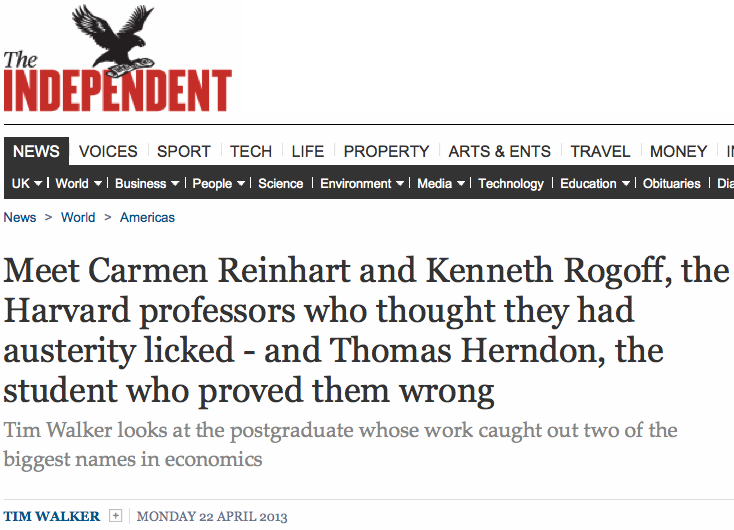 The
INDEPENDENT
NEWS VOICES SPORT TECH LIFE PROPERTY ARTS & ENTS TRAVEL MONEY
UK World Business People Science Environment Media Technology Education Obituaries
News > World > Americas
Meet Carmen Reinhart and Kenneth Rogoff, the
Harvard professors who thought they had
austerity licked - and Thomas Herndon, the
student who proved them wrong
Tim Walker looks at the postgraduate whose work caught out two of the
biggest names in economics
TIM WALKER + MONDAY 22 APRIL 2013